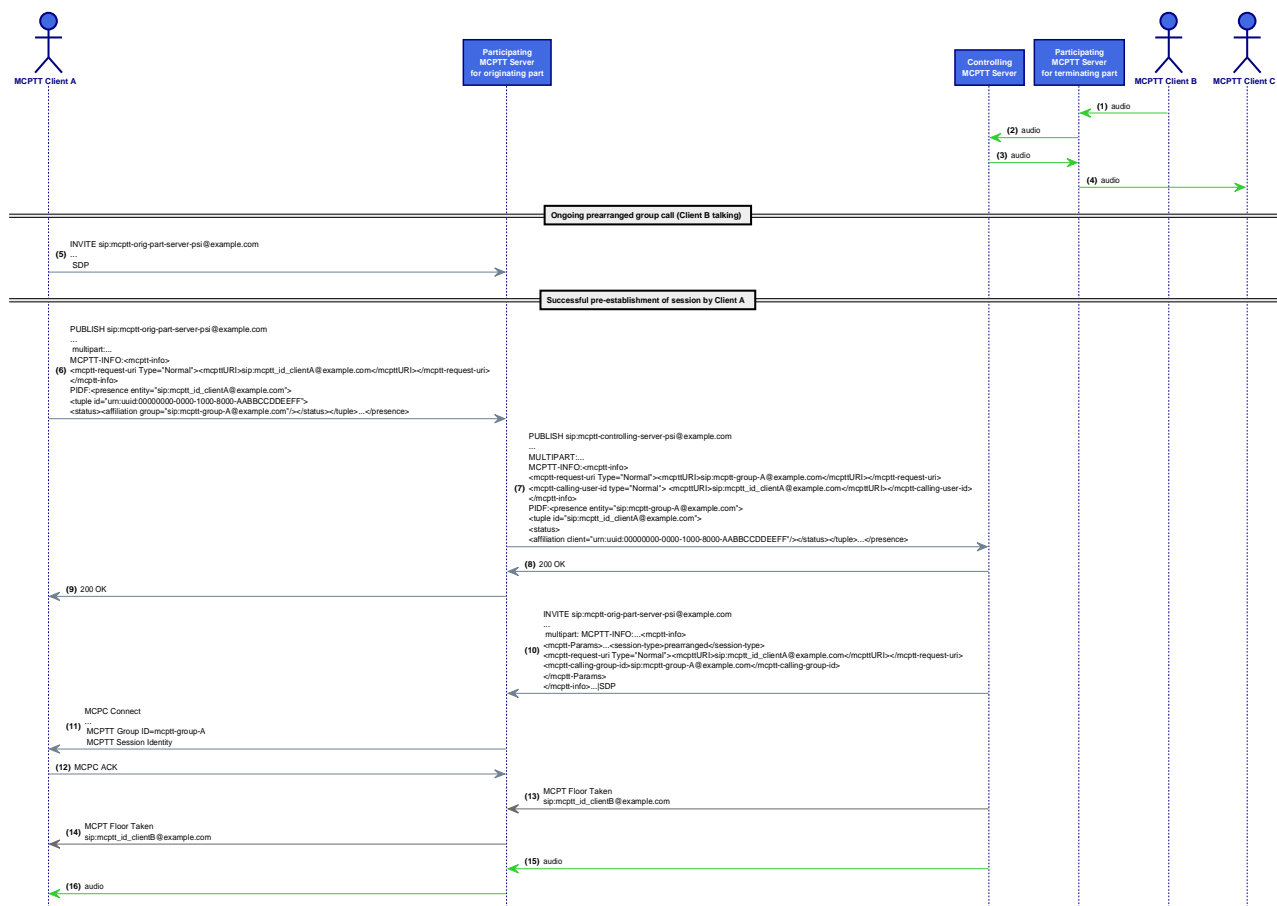 MCPTT Client A
Participating
MCPTT Server
for originating part
Controlling
MCPTT Server
Participating
MCPTT Server
for terminating part
MCPTT Client B
MCPTT Client C
(1) audio
(2) audio
(3) audio
(4) audio
Ongoing prearranged group call (Client B talking)
INVITE sip:mcptt-orig-part-server-psi@example.com
(5) ...
SDP
Successful pre-establishment of session by Client A
PUBLISH sip:mcptt-orig-part-server-psi@example.com
...
multipart:...
MCPTT-INFO:<mcptt-info>
(6) <mcptt-request-uri Type="Normal"><mcpttURI>sip:mcptt_id_clientA@example.com</mcpttURI></mcptt-request-uri>
</mcptt-info>
PIDF:<presence entity="sip:mcptt_id_clientA@example.com">
<tuple id="urn:uuid:00000000-0000-1000-8000-AABBCCDDEEFF">
<status><affiliation group="sip:mcptt-group-A@example.com"/></status></tuple>...</presence>
PUBLISH sip:mcptt-controlling-server-psi@example.com
...
MULTIPART:...
MCPTT-INFO:<mcptt-info>
<mcptt-request-uri Type="Normal"><mcpttURI>sip:mcptt-group-A@example.com</mcpttURI></mcptt-request-uri>
(7) <mcptt-calling-user-id type="Normal"> <mcpttURI>sip:mcptt_id_clientA@example.com</mcpttURI></mcptt-calling-user-id>
</mcptt-info>
PIDF:<presence entity="sip:mcptt-group-A@example.com">
<tuple id="sip:mcptt_id_clientA@example.com">
<status>
<affiliation client="urn:uuid:00000000-0000-1000-8000-AABBCCDDEEFF"/></status></tuple>...</presence>
(8) 200 OK
(9) 200 OK
INVITE sip:mcptt-orig-part-server-psi@example.com
...
multipart: MCPTT-INFO:...<mcptt-info>
<mcptt-Params>...<session-type>prearranged</session-type>
(10) <mcptt-request-uri Type="Normal"><mcpttURI>sip:mcptt_id_clientA@example.com</mcpttURI></mcptt-request-uri>
<mcptt-calling-group-id>sip:mcptt-group-A@example.com</mcptt-calling-group-id>
</mcptt-Params>
</mcptt-info>...|SDP
MCPC Connect
(11) ...
MCPTT Group ID=mcptt-group-A
MCPTT Session Identity
(12) MCPC ACK
(13) MCPT Floor Taken
sip:mcptt_id_clientB@example.com
(14) MCPT Floor Taken
sip:mcptt_id_clientB@example.com
(15) audio
(16) audio